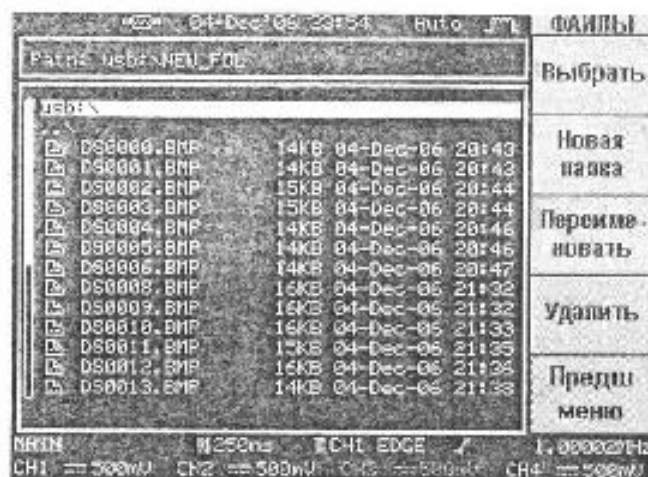 04-Dec-06 23:54 Auto
ФАЙЛЫ
Path: usb:\NEW_FOL
Выбрать
usb:\
..
DS0000.BMP 14KB 04-Dec-06 20:43
DS0001.BMP 14KB 04-Dec-06 20:43
DS0002.BMP 15KB 04-Dec-06 20:44
DS0003.BMP 15KB 04-Dec-06 20:44
DS0004.BMP 14KB 04-Dec-06 20:46
DS0005.BMP 14KB 04-Dec-06 20:46
DS0006.BMP 14KB 04-Dec-06 20:47
DS0008.BMP 16KB 04-Dec-06 21:32
DS0009.BMP 16KB 04-Dec-06 21:32
DS0010.BMP 16KB 04-Dec-06 21:33
DS0011.BMP 15KB 04-Dec-06 21:35
DS0012.BMP 16KB 04-Dec-06 21:36
DS0013.BMP 14KB 04-Dec-06 21:38
Новая
папка
Переиме-
новать
Удалить
Предш
меню
MAIN 250ns CH1 EDGE 1.00002MHz
CH1 500mV CH2 500mV CH3 500mV CH4 500mV